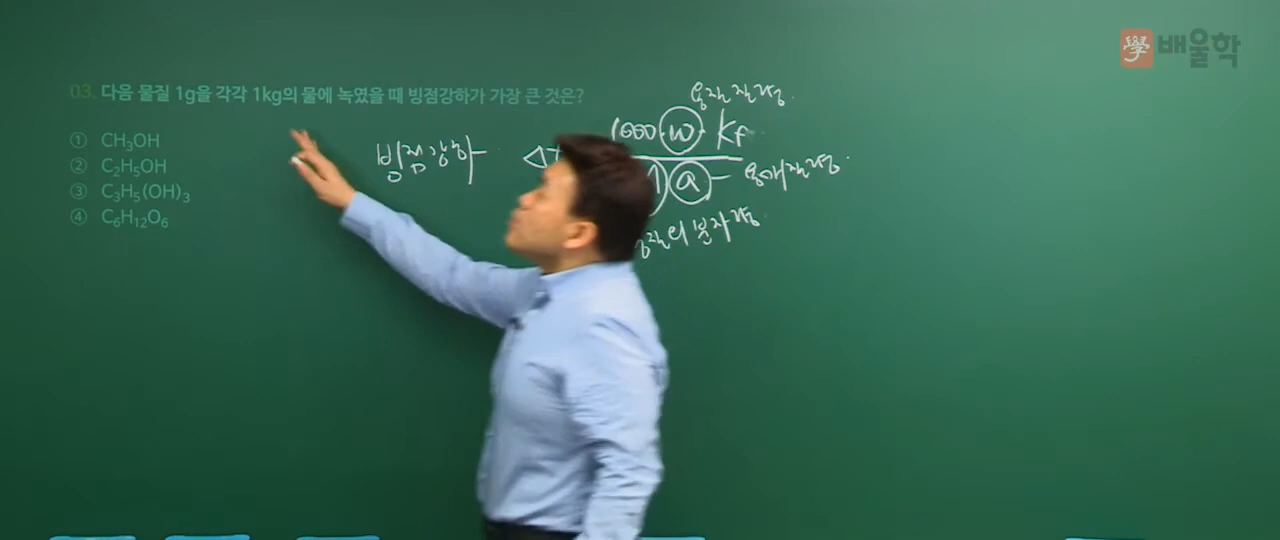 學 배울학
03. 다음 물질 1g을 각각 1kg의 물에 녹였을 때 빙점강하가 가장 큰 것은?
① CH₃OH
② C₂H₅OH
③ C₃H₅(OH)₃
④ C₆H₁₂O₆
용질질량.
빙점강하 1000 w Kf
a 용매질량.
질의 분자량